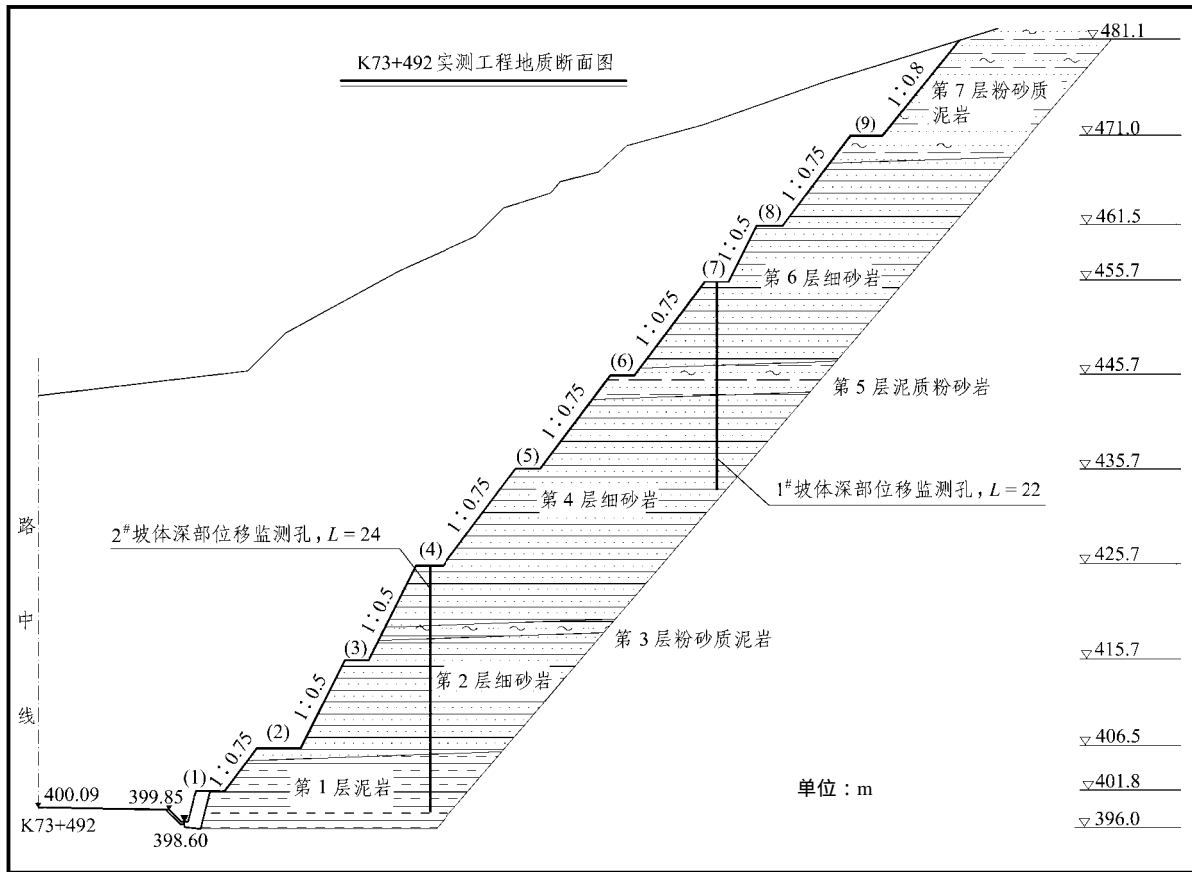 K73+492 实测工程地质断面图
▽481.1
1∶0.8
第 7 层粉砂质
泥岩
(9)
▽471.0
1∶0.75
(8)
▽461.5
1∶0.5
(7)
第 6 层细砂岩
▽455.7
1∶0.75
(6)
▽445.7
第 5 层泥质粉砂岩
1∶0.75
(5)
▽435.7
第 4 层细砂岩
1#坡体深部位移监测孔，L = 22
1∶0.75
2#坡体深部位移监测孔，L = 24
(4)
▽425.7
1∶0.5
第 3 层粉砂质泥岩
(3)
▽415.7
第 2 层细砂岩
1∶0.5
(2)
▽406.5
1∶0.75
(1)
第 1 层泥岩
单位：m
▽401.8
路中线
400.09
399.85
K73+492
398.60
▽396.0